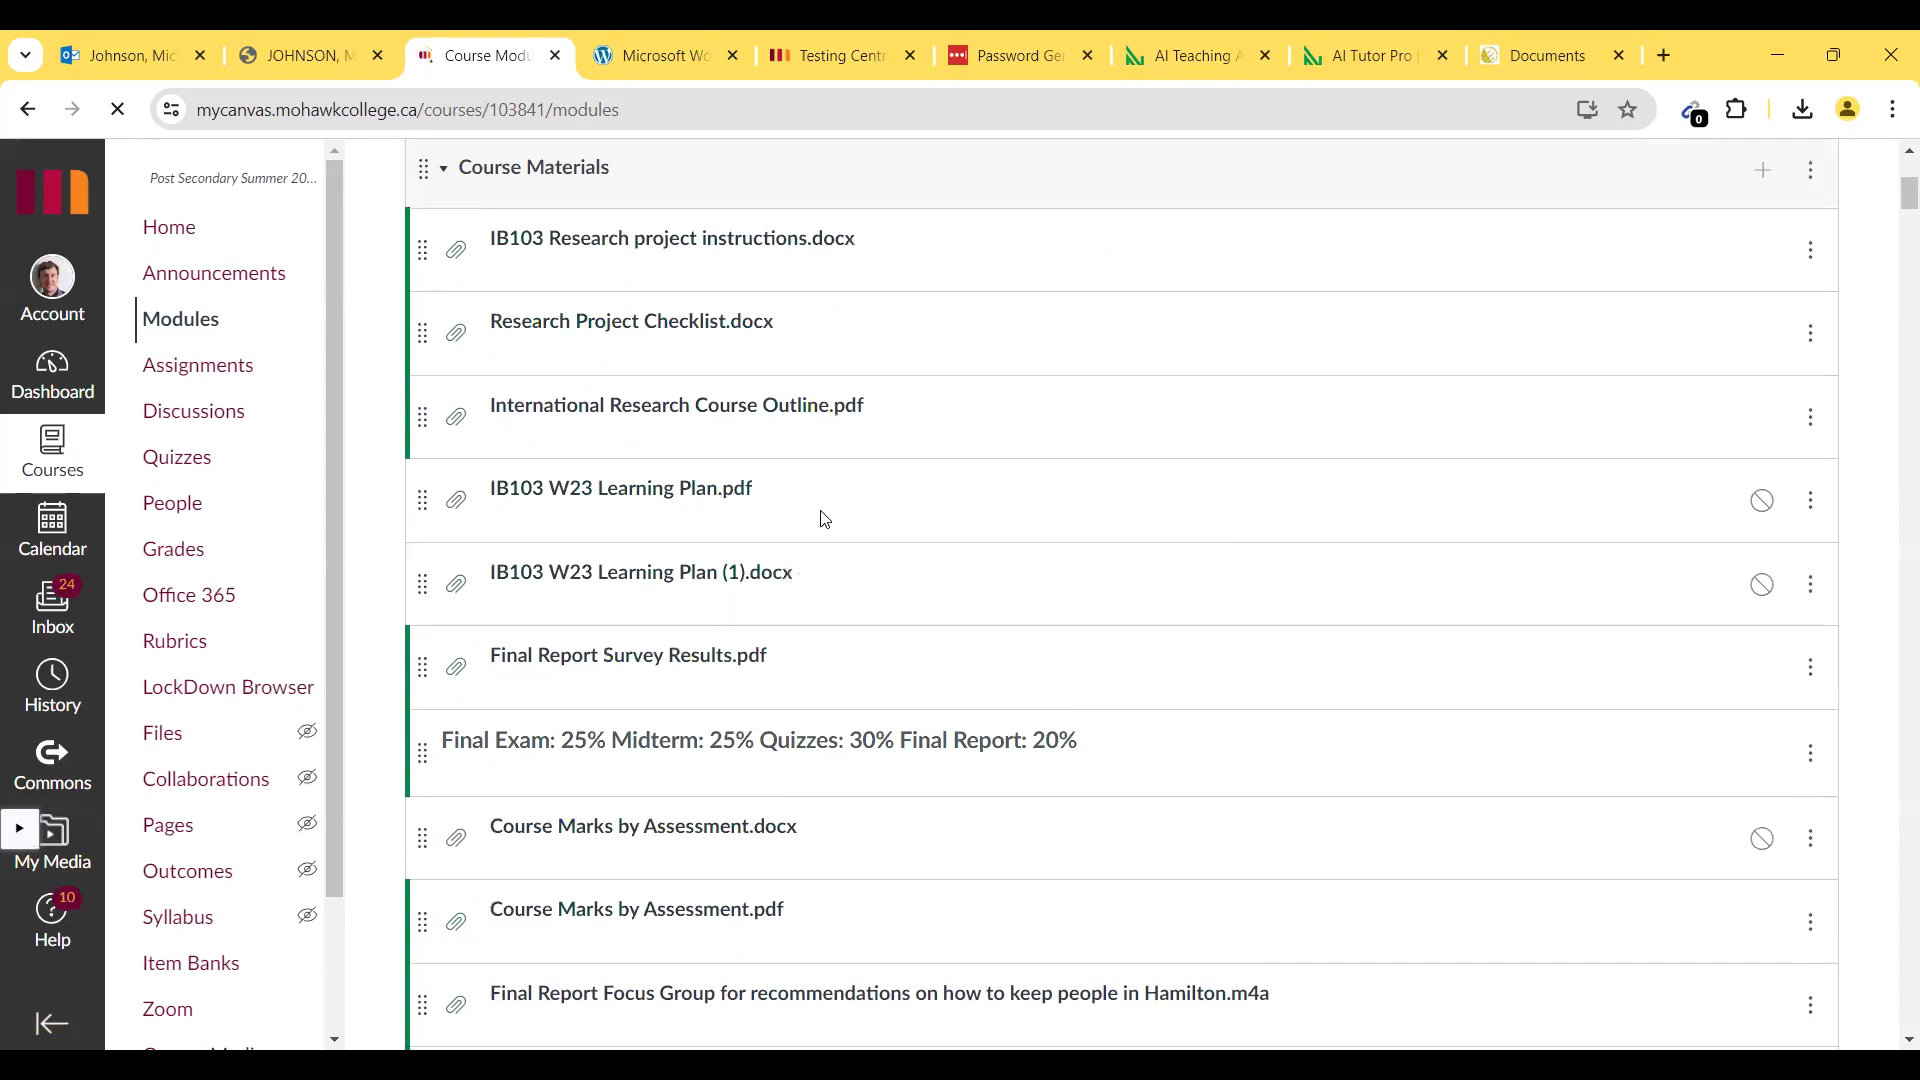 Johnson, Mic
JOHNSON, M
Course Modu
Microsoft Wo
Testing Centr
Password Ge
AI Teaching A
AI Tutor Pro
Documents
mycanvas.mohawkcollege.ca/courses/103841/modules
0
Account
Dashboard
Courses
Calendar
24
Inbox
History
Commons
My Media
10
Help
Post Secondary Summer 20...
Home
Announcements
Modules
Assignments
Discussions
Quizzes
People
Grades
Office 365
Rubrics
LockDown Browser
Files
Collaborations
Pages
Outcomes
Syllabus
Item Banks
Zoom
Course Materials
IB103 Research project instructions.docx
Research Project Checklist.docx
International Research Course Outline.pdf
IB103 W23 Learning Plan.pdf
IB103 W23 Learning Plan (1).docx
Final Report Survey Results.pdf
Final Exam: 25% Midterm: 25% Quizzes: 30% Final Report: 20%
Course Marks by Assessment.docx
Course Marks by Assessment.pdf
Final Report Focus Group for recommendations on how to keep people in Hamilton.m4a